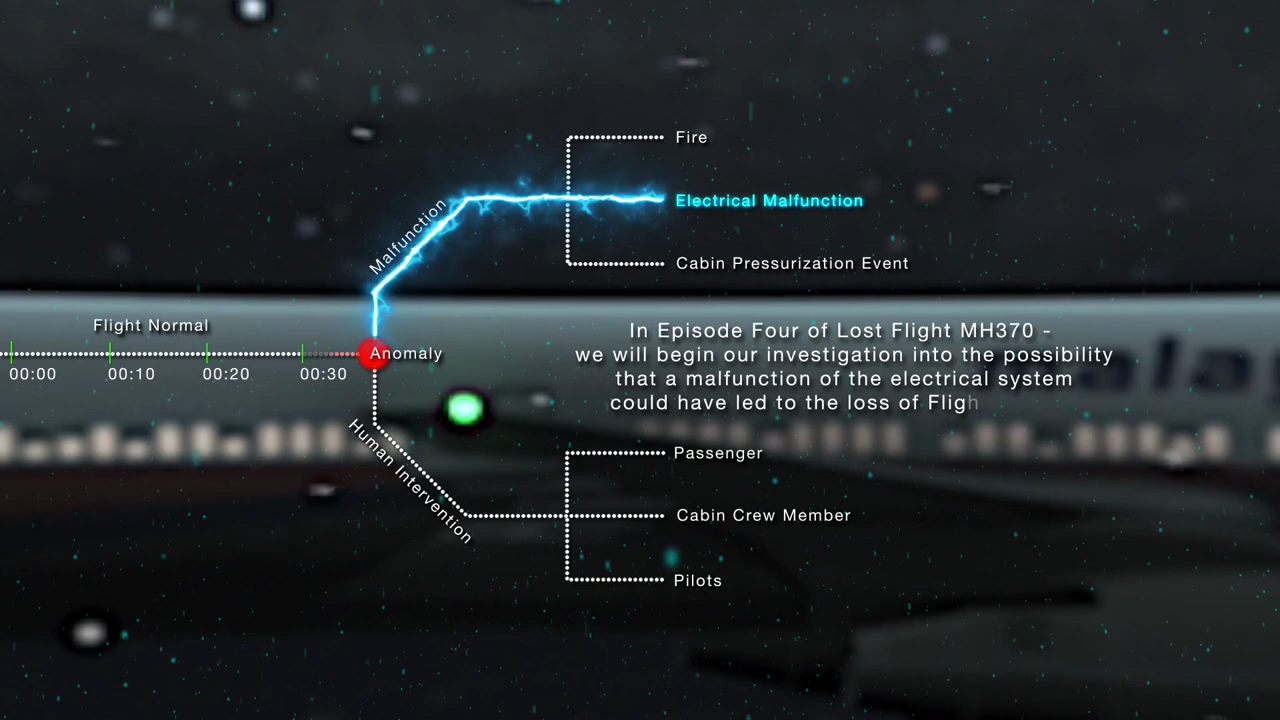 Fire
Electrical Malfunction
Malfunction
Cabin Pressurization Event
Flight Normal
Anomaly
00:00 00:10 00:20 00:30
In Episode Four of Lost Flight MH370 -
we will begin our investigation into the possibility
that a malfunction of the electrical system
could have led to the loss of Fligh
Human Intervention
Passenger
Cabin Crew Member
Pilots